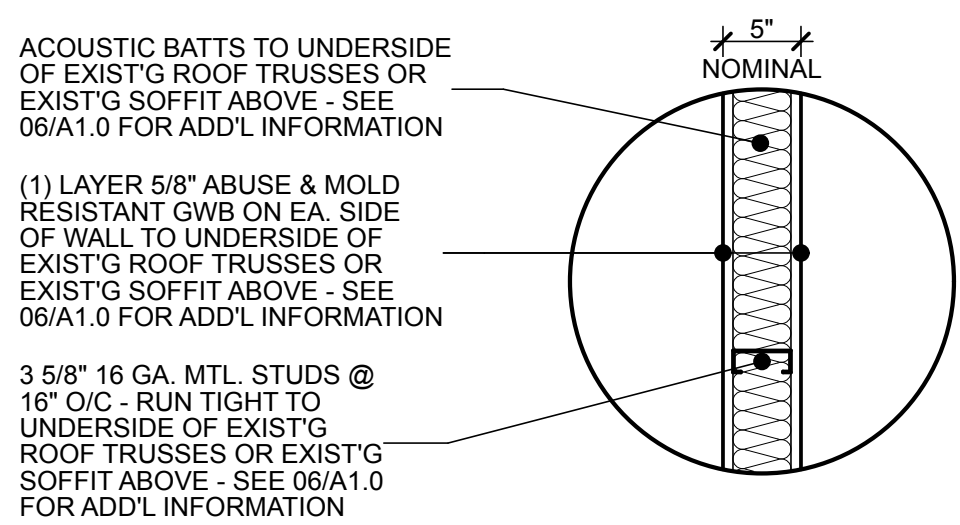 ACOUSTIC BATTS TO UNDERSIDE
OF EXIST'G ROOF TRUSSES OR
EXIST'G SOFFIT ABOVE - SEE
06/A1.0 FOR ADD'L INFORMATION
(1) LAYER 5/8" ABUSE & MOLD
RESISTANT GWB ON EA. SIDE
OF WALL TO UNDERSIDE OF
EXIST'G ROOF TRUSSES OR
EXIST'G SOFFIT ABOVE - SEE
06/A1.0 FOR ADD'L INFORMATION
3 5/8" 16 GA. MTL. STUDS @
16" O/C - RUN TIGHT TO
UNDERSIDE OF EXIST'G
ROOF TRUSSES OR EXIST'G
SOFFIT ABOVE - SEE 06/A1.0
FOR ADD'L INFORMATION
5"
NOMINAL